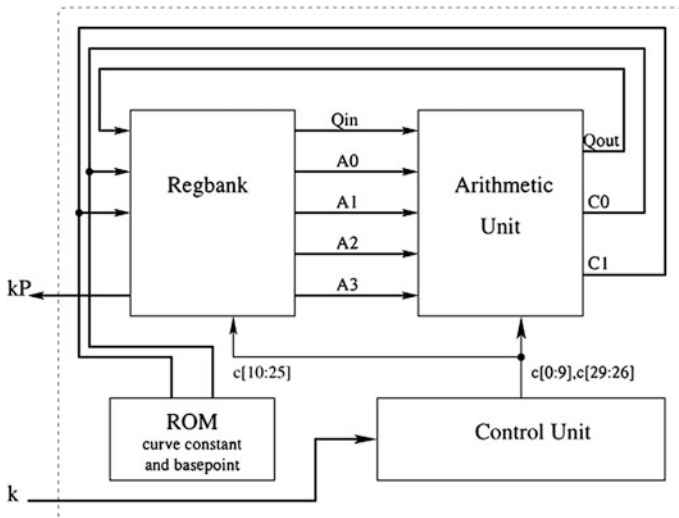 Qin
Qout
A0
Regbank
Arithmetic
Unit
A1
C0
A2
C1
kP
A3
c[10:25]
c[0:9],c[29:26]
ROM
curve constant
and basepoint
Control Unit
k